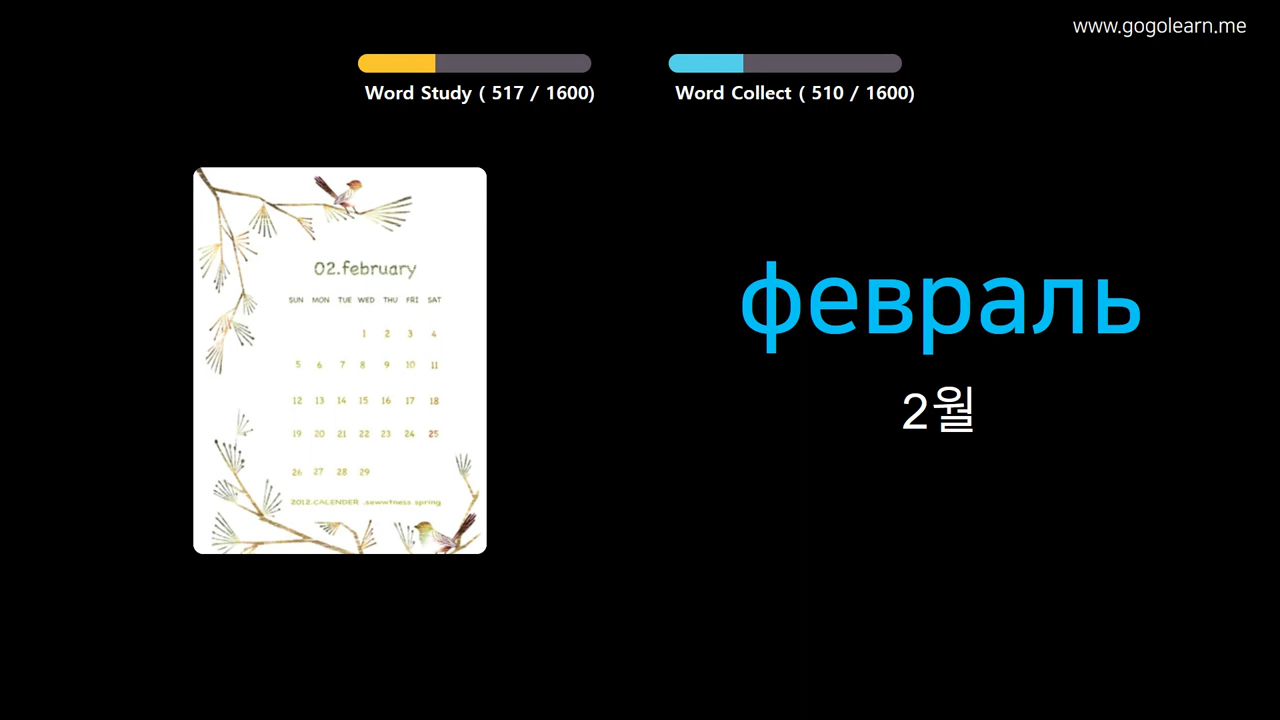 www.gogolearn.me
Word Study ( 517 / 1600)
Word Collect ( 510 / 1600)
02.february
SUN MON TUE WED THU FRI SAT
1 2 3 4
5 6 7 8 9 10 11
12 13 14 15 16 17 18
19 20 21 22 23 24 25
26 27 28 29
2012.CALENDER .sewwtness spring
февраль
2월